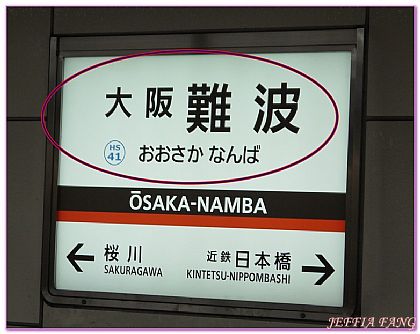 大阪難波
HS
41
おおさか なんば
ŌSAKA-NAMBA
← 桜川 近鉄日本橋 →
SAKURAGAWA KINTETSU-NIPPOMBASHI
JEFFIA FANG